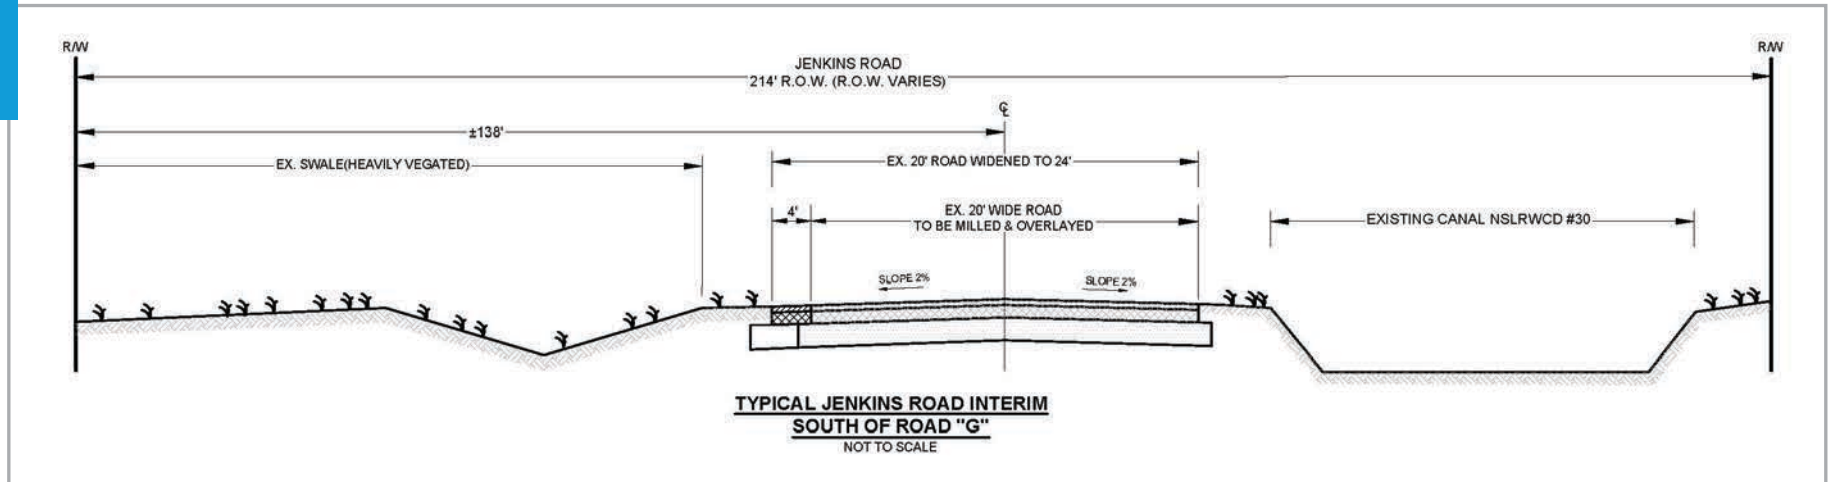 R/W
R/W
JENKINS ROAD
214' R.O.W. (R.O.W. VARIES)
℄
±138'
EX. SWALE(HEAVILY VEGATED)
EX. 20' ROAD WIDENED TO 24'
4'
EX. 20' WIDE ROAD
TO BE MILLED & OVERLAYED
EXISTING CANAL NSLRWCD #30
SLOPE 2%
SLOPE 2%
TYPICAL JENKINS ROAD INTERIM
SOUTH OF ROAD "G"
NOT TO SCALE